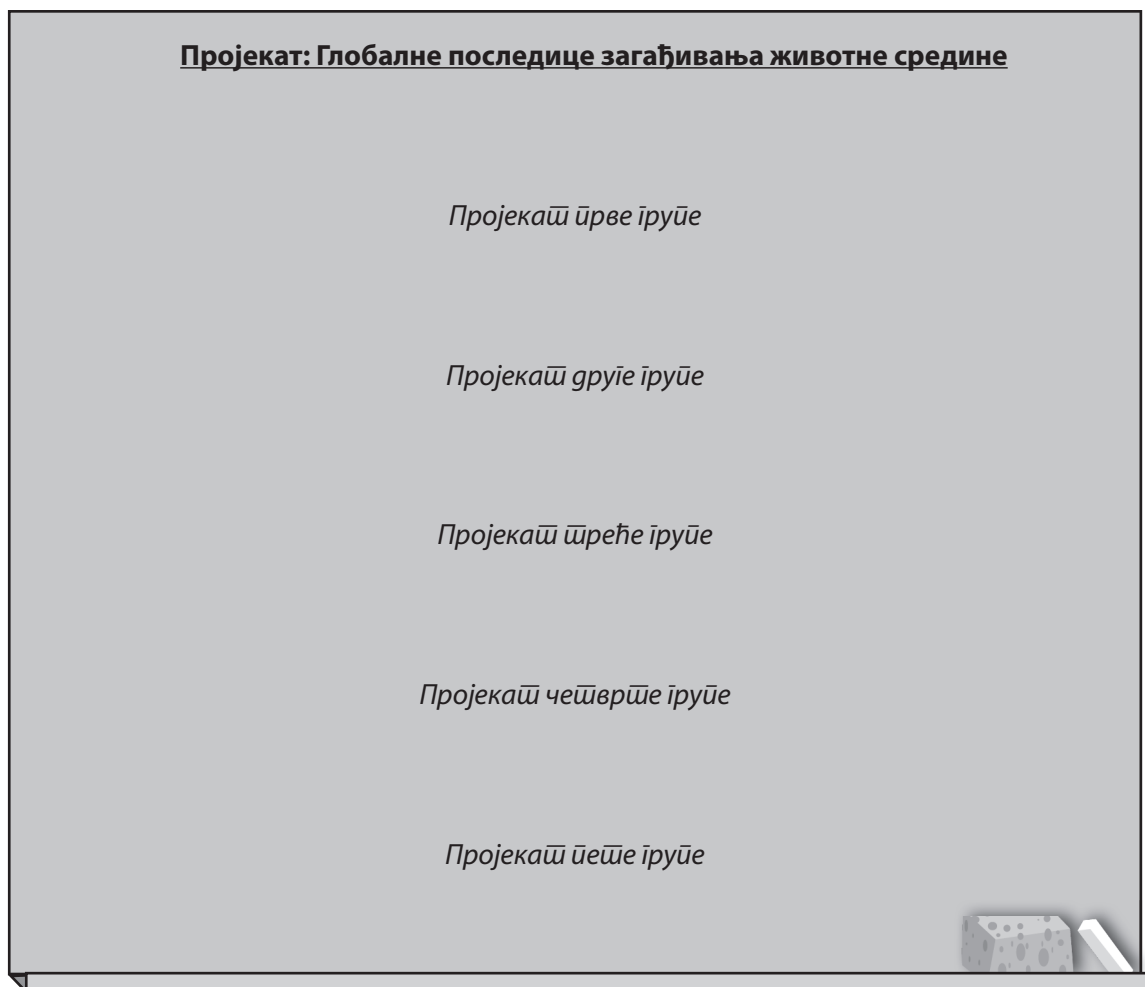 Пројекат: Глобалне последице загађивања животне средине
Пројекат прве групе
Пројекат друге групе
Пројекат треће групе
Пројекат четврте групе
Пројекат пете групе